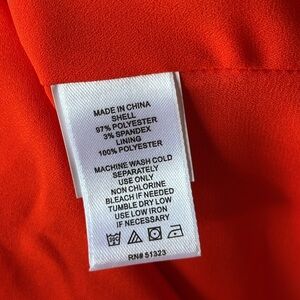 MADE IN CHINA
SHELL
97% POLYESTER
3% SPANDEX
LINING
100% POLYESTER
MACHINE WASH COLD
SEPARATELY
USE ONLY
NON CHLORINE
BLEACH IF NEEDED
TUMBLE DRY LOW
USE LOW IRON
IF NECESSARY
RN# 51323